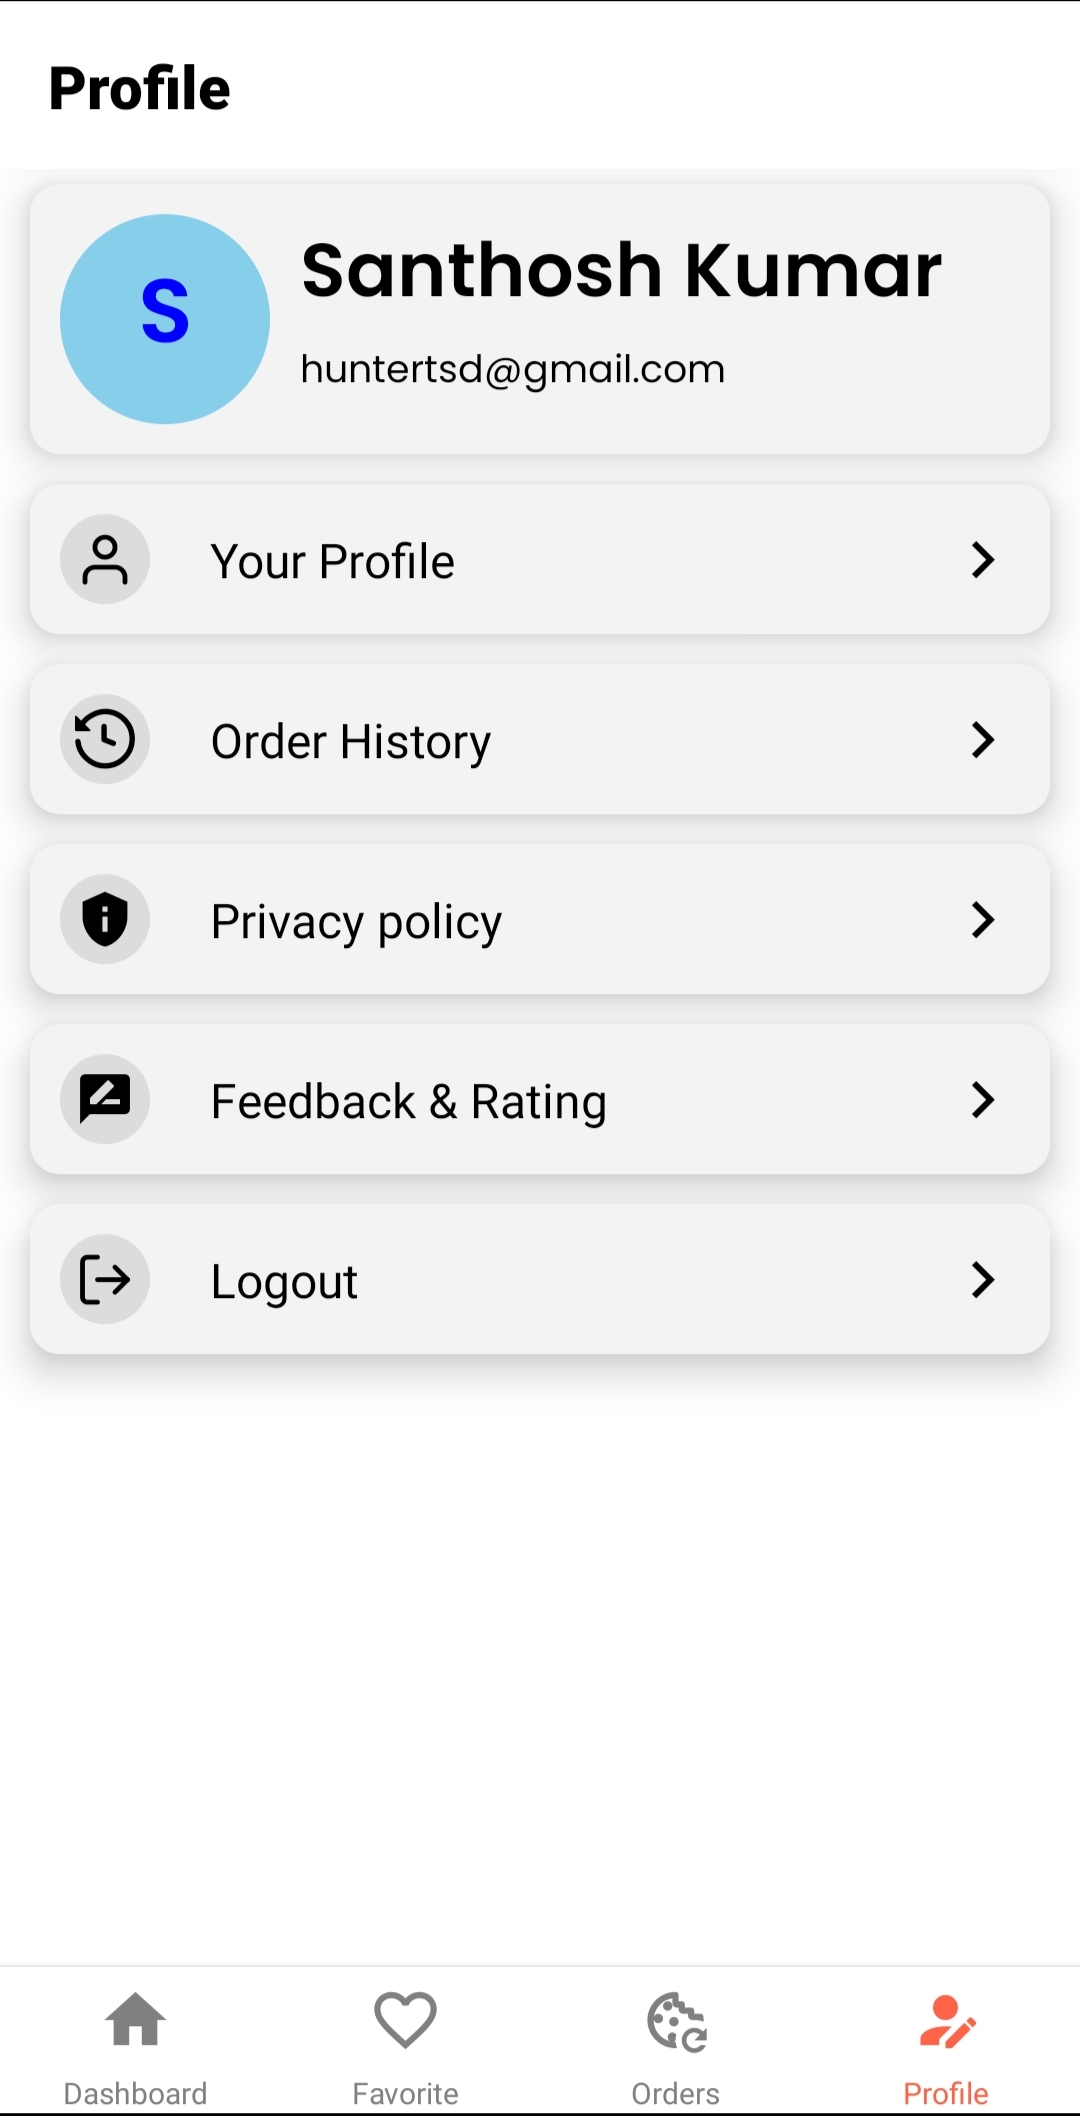 Profile
S
Santhosh Kumar
huntertsd@gmail.com
Your Profile
Order History
Privacy policy
Feedback & Rating
Logout
Dashboard
Favorite
Orders
Profile